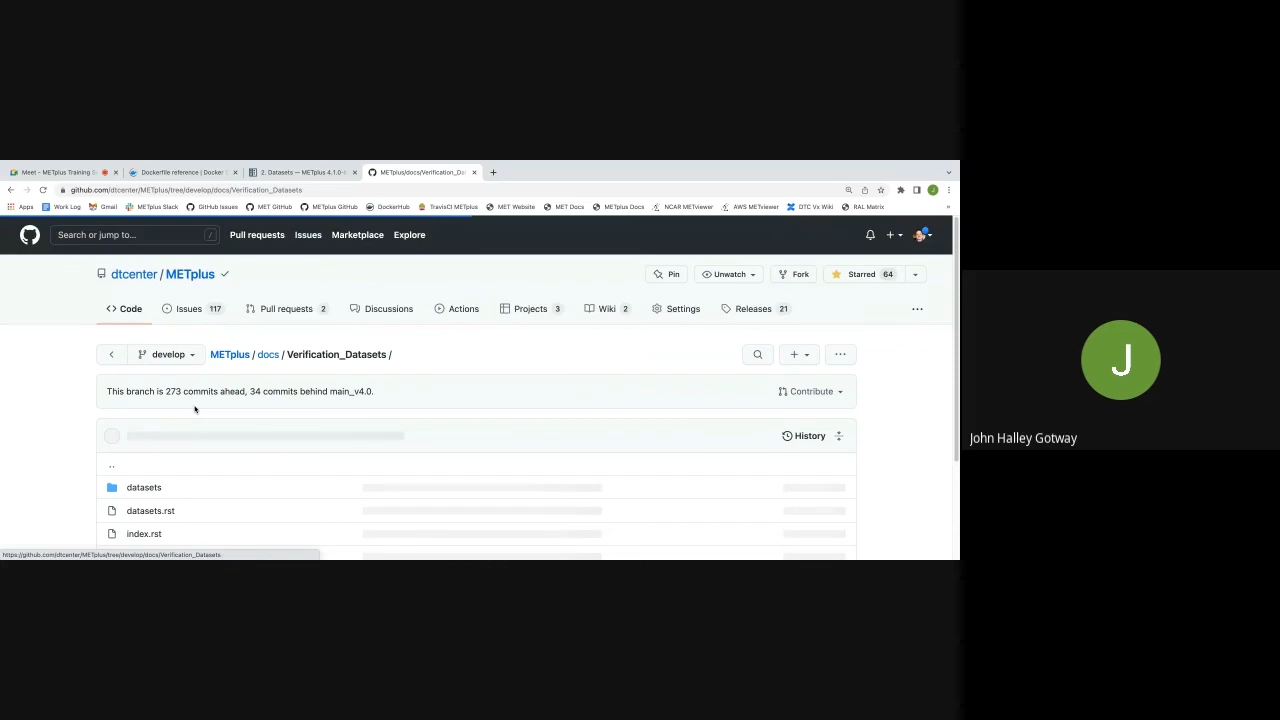 Meet - METplus Training S
Dockerfile reference | Docker
2. Datasets — METplus 4.1.0-
METplus/docs/Verification_Da
github.com/dtcenter/METplus/tree/develop/docs/Verification_Datasets
Apps
Work Log
Gmail
METplus Slack
GitHub Issues
MET GitHub
METplus GitHub
DockerHub
TravisCI METplus
MET Website
MET Docs
METplus Docs
NCAR METviewer
AWS METviewer
DTC Vx Wiki
RAL Matrix
»
Search or jump to...
/
Pull requests
Issues
Marketplace
Explore
dtcenter / METplus
Pin
Unwatch
Fork
Starred 64
Code
Issues 117
Pull requests 2
Discussions
Actions
Projects 3
Wiki 2
Settings
Releases 21
develop
METplus / docs / Verification_Datasets /
This branch is 273 commits ahead, 34 commits behind main_v4.0.
Contribute
History
..
datasets
datasets.rst
index.rst
https://github.com/dtcenter/METplus/tree/develop/docs/Verification_Datasets
J
John Halley Gotway